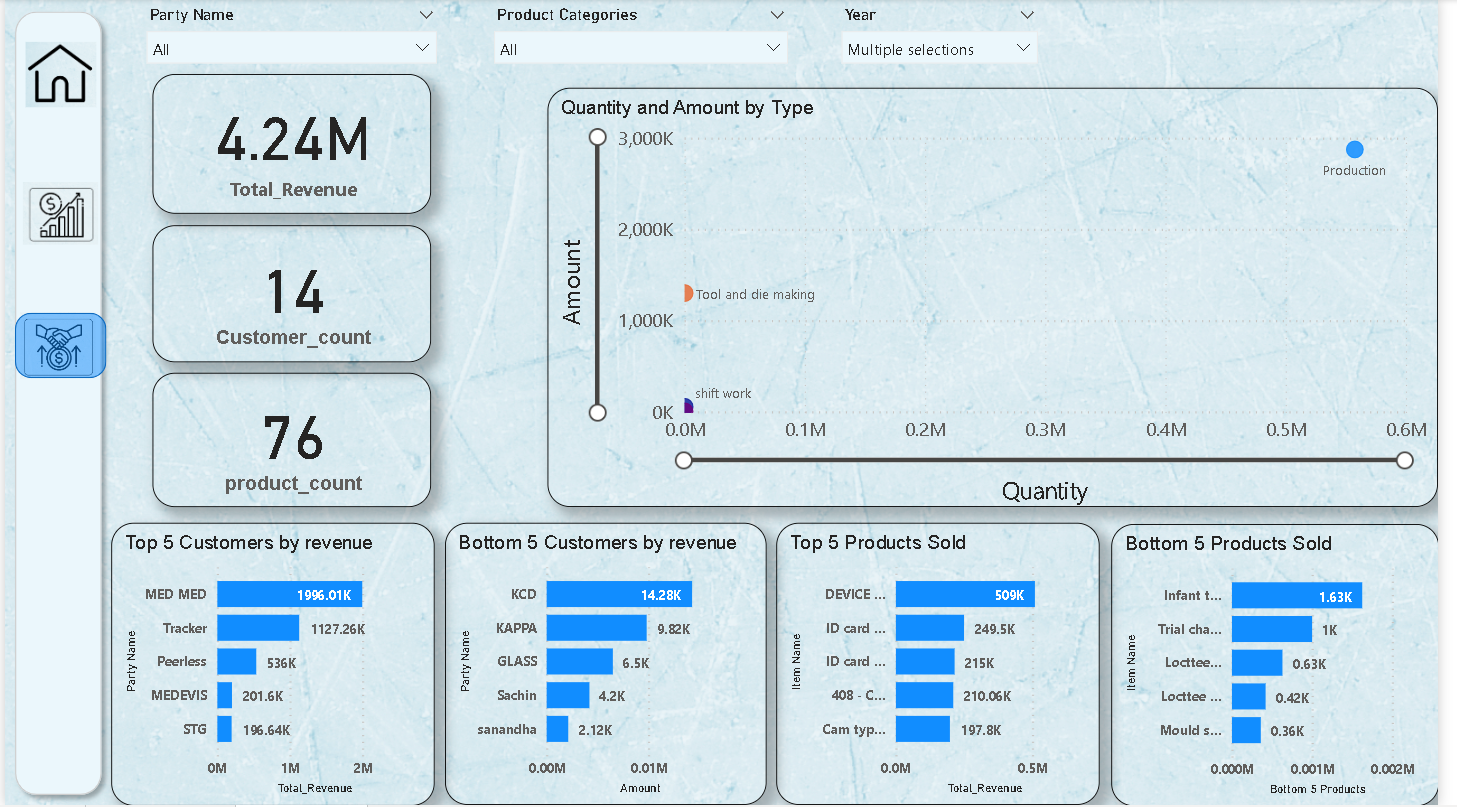 Party Name
All
Product Categories
All
Year
Multiple selections
4.24M
Total_Revenue
14
Customer_count
76
product_count
Quantity and Amount by Type
3,000K
2,000K
1,000K
0K
Amount
Production
Tool and die making
shift work
0.0M 0.1M 0.2M 0.3M 0.4M 0.5M 0.6M
Quantity
Top 5 Customers by revenue
Party Name
MED MED 1996.01K
Tracker 1127.26K
Peerless 536K
MEDEVIS 201.6K
STG 196.64K
0M 1M 2M
Total_Revenue
Bottom 5 Customers by revenue
Party Name
KCD 14.28K
KAPPA 9.82K
GLASS 6.5K
Sachin 4.2K
sanandha 2.12K
0.00M 0.01M
Amount
Top 5 Products Sold
Item Name
DEVICE ... 509K
ID card ... 249.5K
ID card ... 215K
408 - C... 210.06K
Cam typ... 197.8K
0.0M 0.5M
Total_Revenue
Bottom 5 Products Sold
Item Name
Infant t... 1.63K
Trial cha... 1K
Locttee... 0.63K
Locttee ... 0.42K
Mould s... 0.36K
0.000M 0.001M 0.002M
Bottom 5 Products